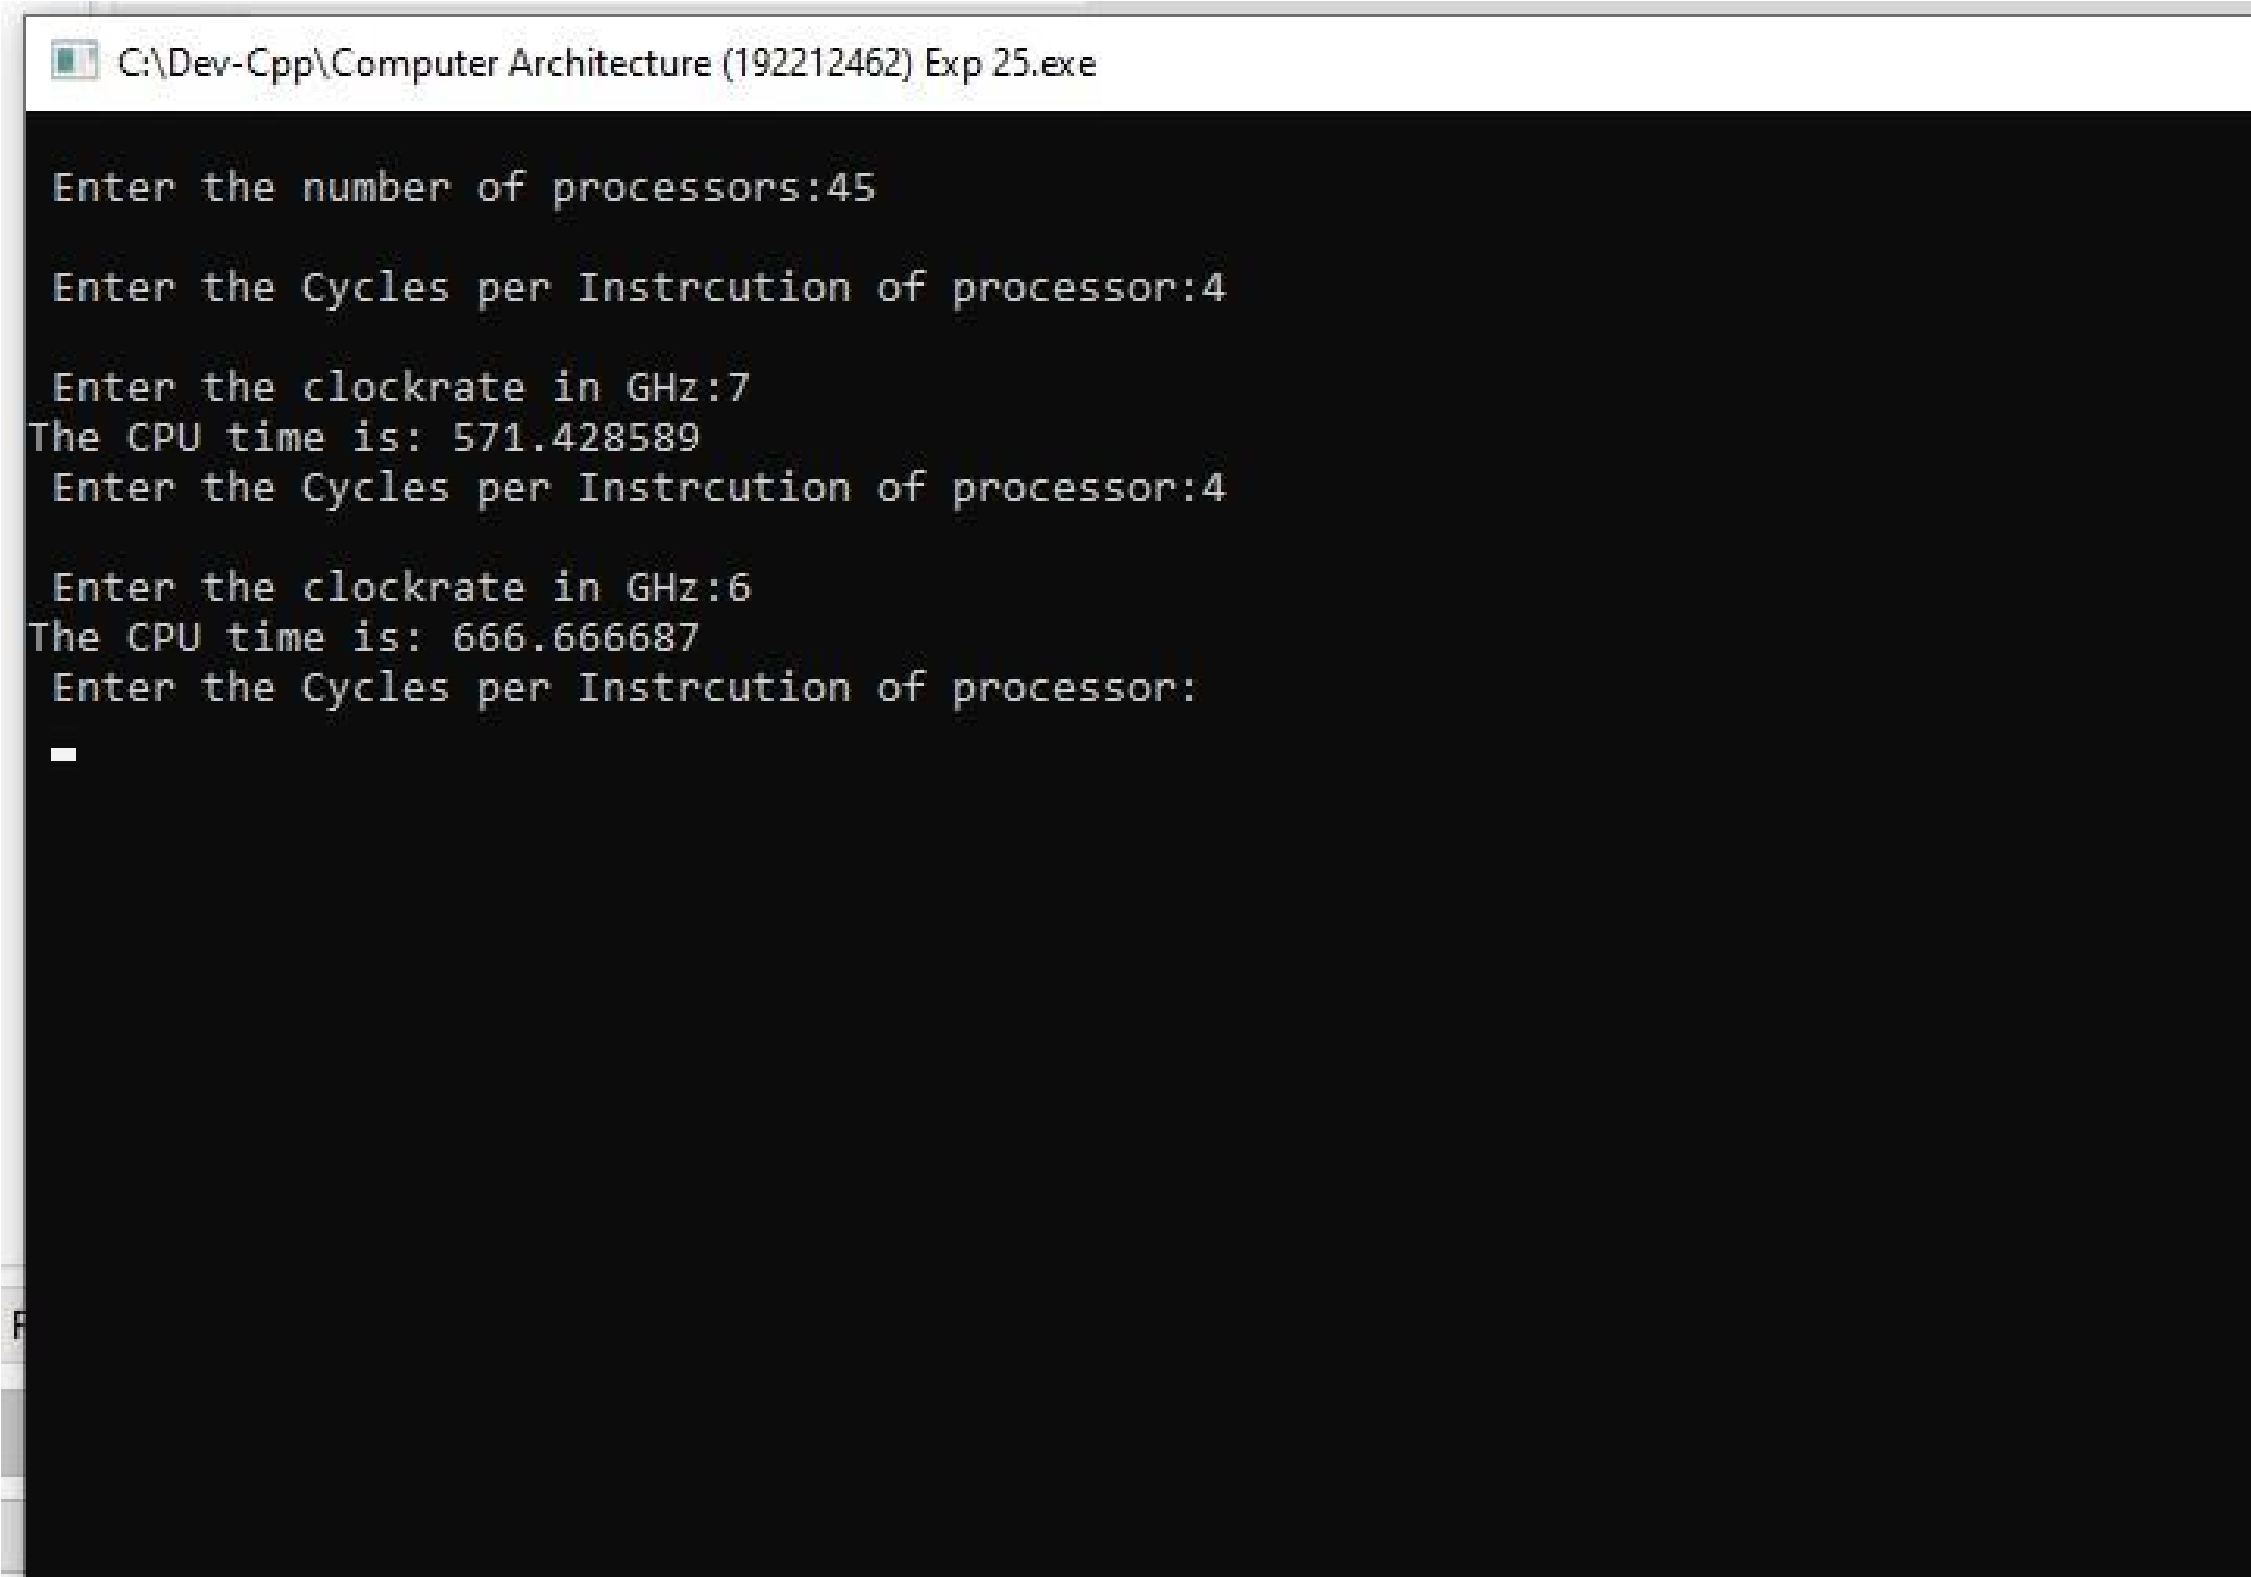 C:\Dev-Cpp\Computer Architecture (192212462) Exp 25.exe
Enter the number of processors:45
Enter the Cycles per Instrcution of processor:4
Enter the clockrate in GHz:7
The CPU time is: 571.428589
Enter the Cycles per Instrcution of processor:4
Enter the clockrate in GHz:6
The CPU time is: 666.666687
Enter the Cycles per Instrcution of processor: